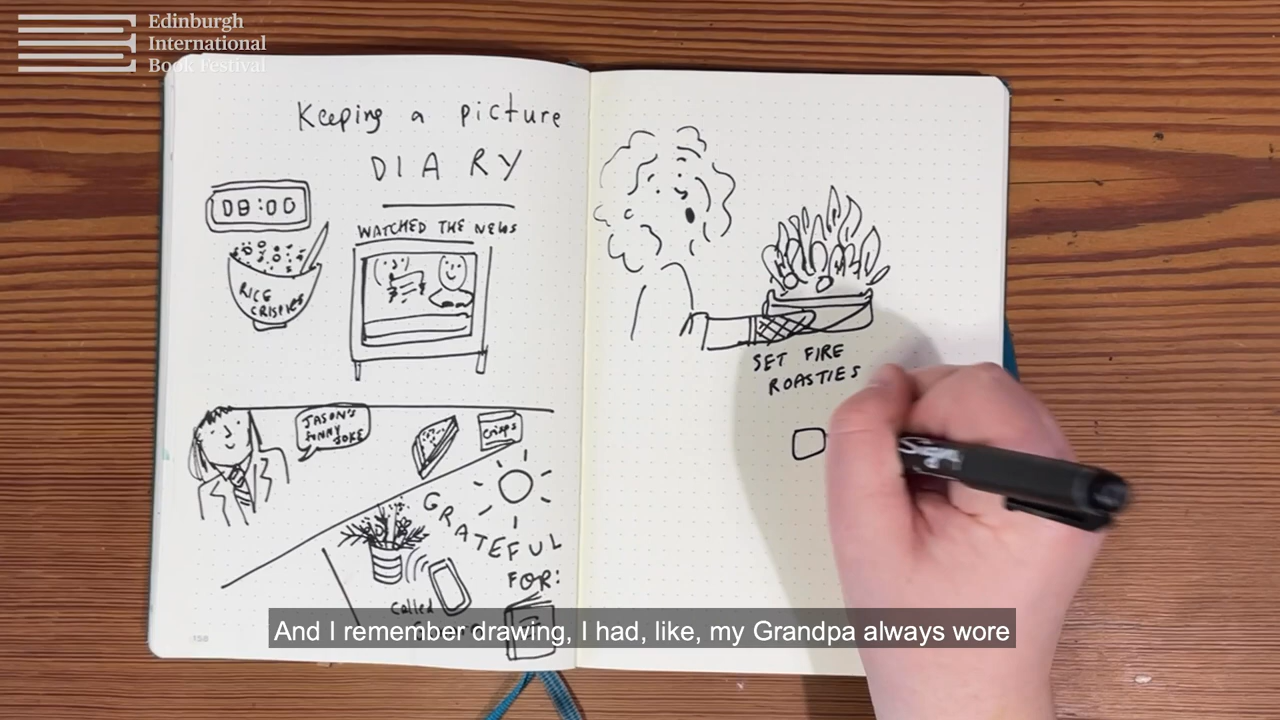 Edinburgh
International
Book Festival
Keeping a picture
DIARY
08:00
WATCHED THE NEWS
RICE
CRISPIES
JASON'S
FUNNY
JOKE
crisps
GRATEFUL
FOR:
called
SET FIRE
ROASTIES
158
And I remember drawing, I had, like, my Grandpa always wore